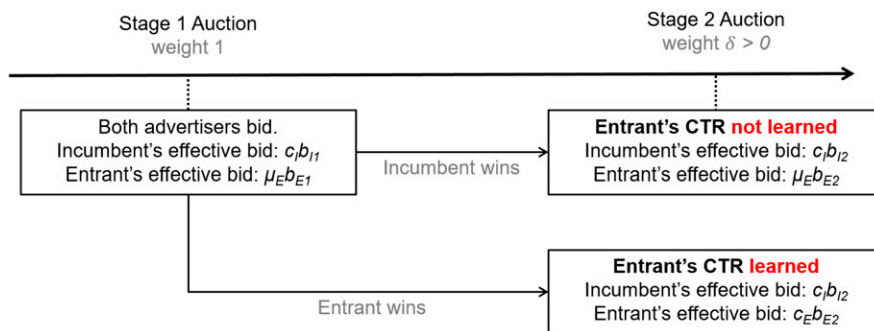 Stage 1 Auction
weight 1
Stage 2 Auction
weight δ > 0
Both advertisers bid.
Incumbent's effective bid: c_I b_I1
Entrant's effective bid: μ_E b_E1
Incumbent wins
Entrant's CTR not learned
Incumbent's effective bid: c_I b_I2
Entrant's effective bid: μ_E b_E2
Entrant wins
Entrant's CTR learned
Incumbent's effective bid: c_I b_I2
Entrant's effective bid: c_E b_E2